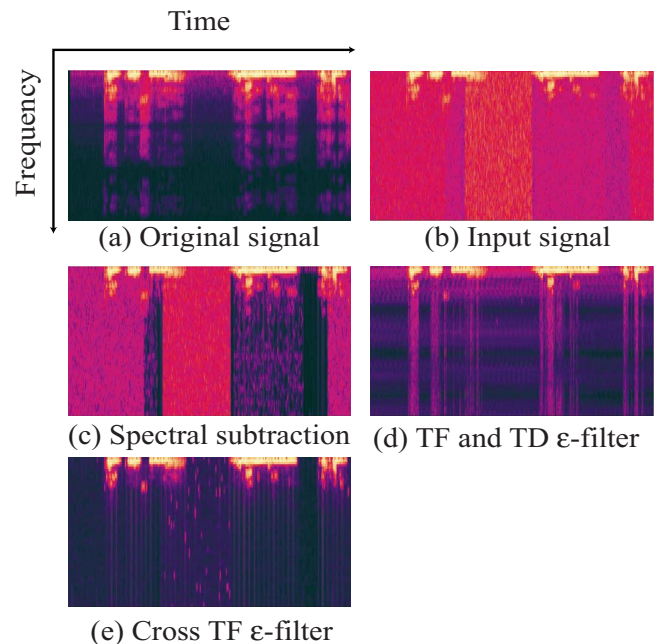 Time
Frequency
(a) Original signal
(b) Input signal
(c) Spectral subtraction
(d) TF and TD ε-filter
(e) Cross TF ε-filter